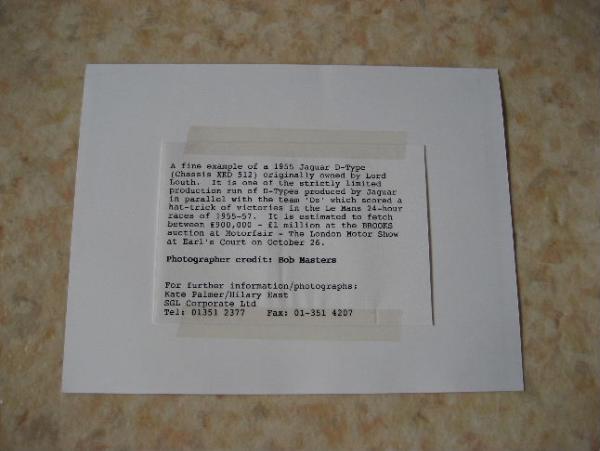 A fine example of a 1955 Jaguar D-Type
(Chassis XKD 512) originally owned by Lord
Louth. It is one of the strictly limited
production run of D-Types produced by Jaguar
in parallel with the team 'Ds' which scored a
hat-trick of victories in the Le Mans 24-hour
races of 1955-57. It is estimated to fetch
between £900,000 - £1 million at the BROOKS
auction at Motorfair - The London Motor Show
at Earl's Court on October 26.
Photographer credit: Bob Masters
For further information/photographs:
Kate Palmer/Hilary Hast
SGL Corporate Ltd
Tel: 01351 2377 Fax: 01-351 4207